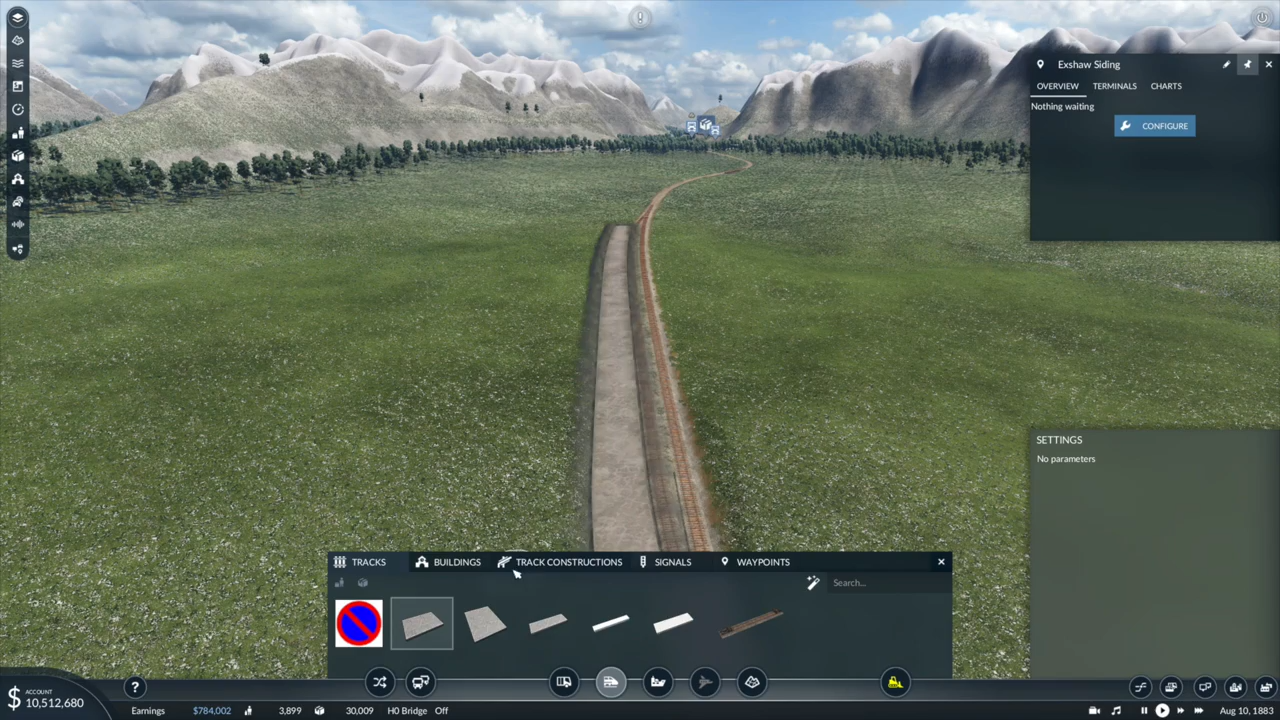 Exshaw Siding
OVERVIEW TERMINALS CHARTS
Nothing waiting
CONFIGURE
SETTINGS
No parameters
TRACKS BUILDINGS TRACK CONSTRUCTIONS SIGNALS WAYPOINTS
Search...
$ ACCOUNT
10,512,680
?
Earnings $784,002 3,899 30,009 H0 Bridge Off
Aug 10, 1883